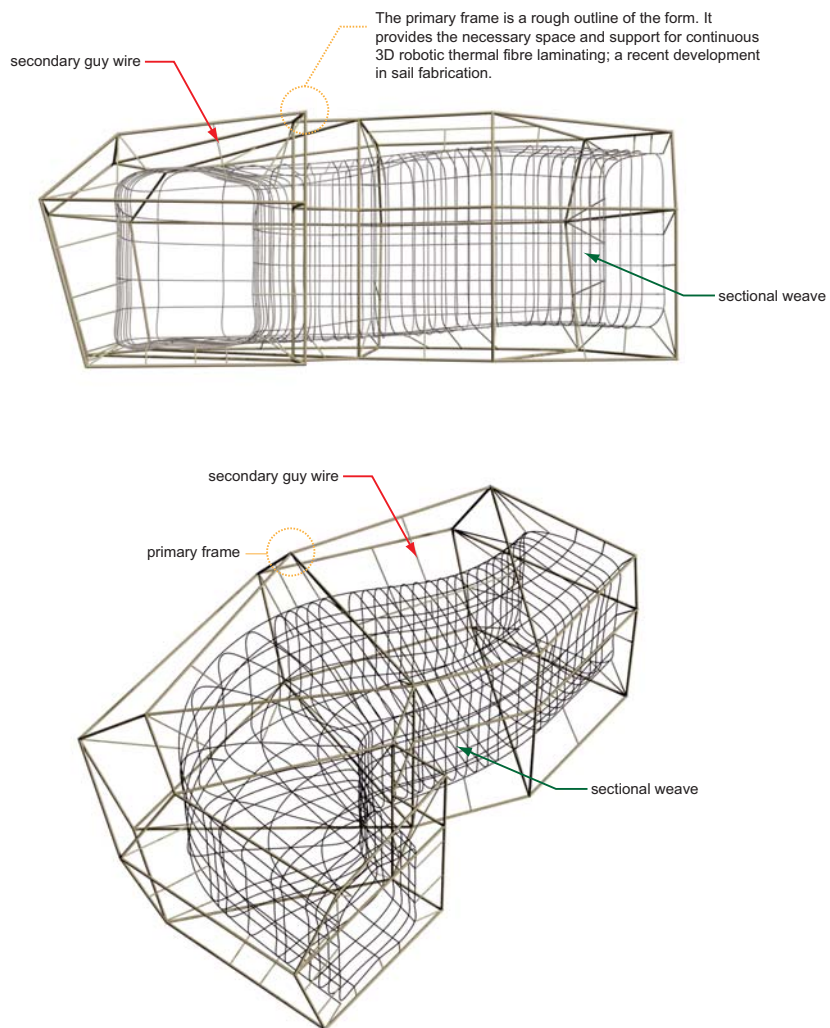 The primary frame is a rough outline of the form. It
provides the necessary space and support for continuous
3D robotic thermal fibre laminating; a recent development
in sail fabrication.
secondary guy wire
sectional weave
secondary guy wire
primary frame
sectional weave